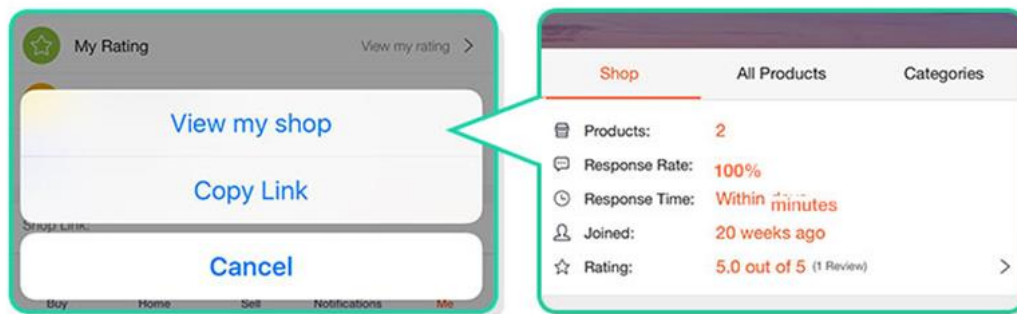 My Rating
View my rating >
View my shop
Copy Link
Shop Link:
Cancel
Buy Home Sell Notifications Me
Shop All Products Categories
Products: 2
Response Rate: 100%
Response Time: Within minutes
Joined: 20 weeks ago
Rating: 5.0 out of 5 (1 Review) >